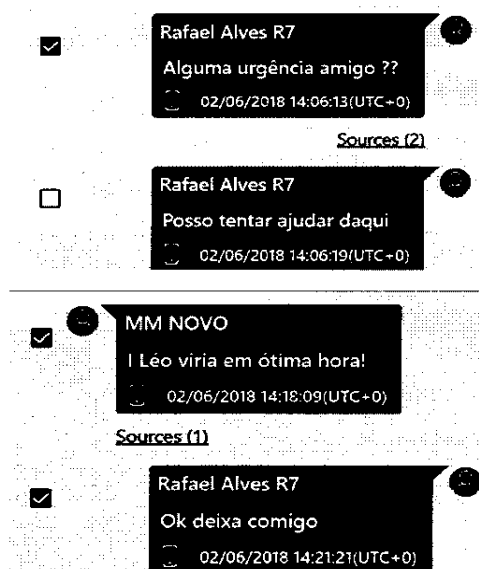 Rafael Alves R7
Alguma urgência amigo ??
02/06/2018 14:06:13(UTC+0)
Sources (2)
Rafael Alves R7
Posso tentar ajudar daqui
02/06/2018 14:06:19(UTC+0)
MM NOVO
I Léo viria em ótima hora!
02/06/2018 14:18:09(UTC+0)
Sources (1)
Rafael Alves R7
Ok deixa comigo
02/06/2018 14:21:21(UTC+0)